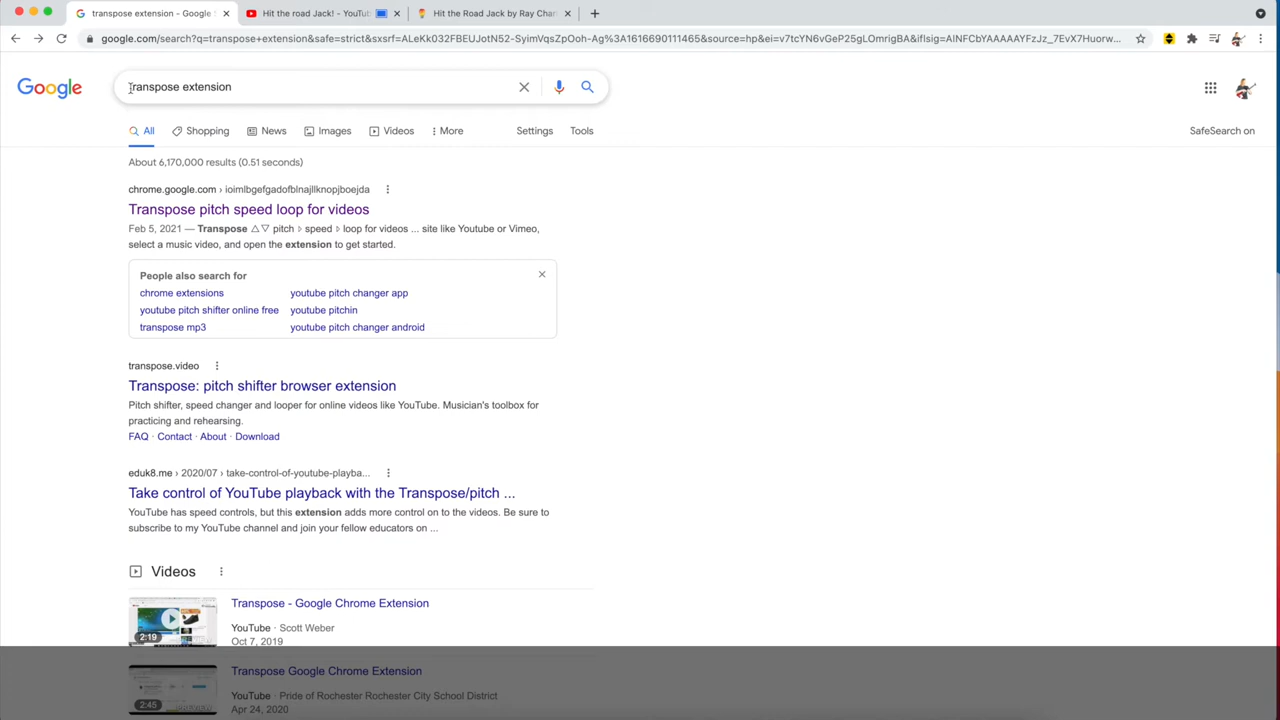 transpose extension - Google S
Hit the road Jack! - YouTub
Hit the Road Jack by Ray Char
google.com/search?q=transpose+extension&safe=strict&sxsrf=ALeKk032FBEUJotN52-SyimVqsZpOoh-Ag%3A1616690111465&source=hp&ei=v7tcYN6vGeP25gLOmrigBA&iflsig=AINFCbYAAAAAYFzJz_7EvX7Huorw...
Google
transpose extension
All
Shopping
News
Images
Videos
More
Settings
Tools
SafeSearch on
About 6,170,000 results (0.51 seconds)
chrome.google.com › ioimlbgefgadofblnajllknopjboejda
Transpose pitch speed loop for videos
Feb 5, 2021 — Transpose △▽ pitch ▹ speed ▹ loop for videos ... site like Youtube or Vimeo,
select a music video, and open the extension to get started.
People also search for
chrome extensions
youtube pitch changer app
youtube pitch shifter online free
youtube pitchin
transpose mp3
youtube pitch changer android
transpose.video
Transpose: pitch shifter browser extension
Pitch shifter, speed changer and looper for online videos like YouTube. Musician's toolbox for
practicing and rehearsing.
FAQ · Contact · About · Download
eduk8.me › 2020/07 › take-control-of-youtube-playba...
Take control of YouTube playback with the Transpose/pitch ...
YouTube has speed controls, but this extension adds more control on to the videos. Be sure to
subscribe to my YouTube channel and join your fellow educators on ...
Videos
Transpose - Google Chrome Extension
YouTube · Scott Weber
2:19
Oct 7, 2019
PREVIEW
Transpose Google Chrome Extension
YouTube · Pride of Rochester Rochester City School District
2:45
Apr 24, 2020
PREVIEW